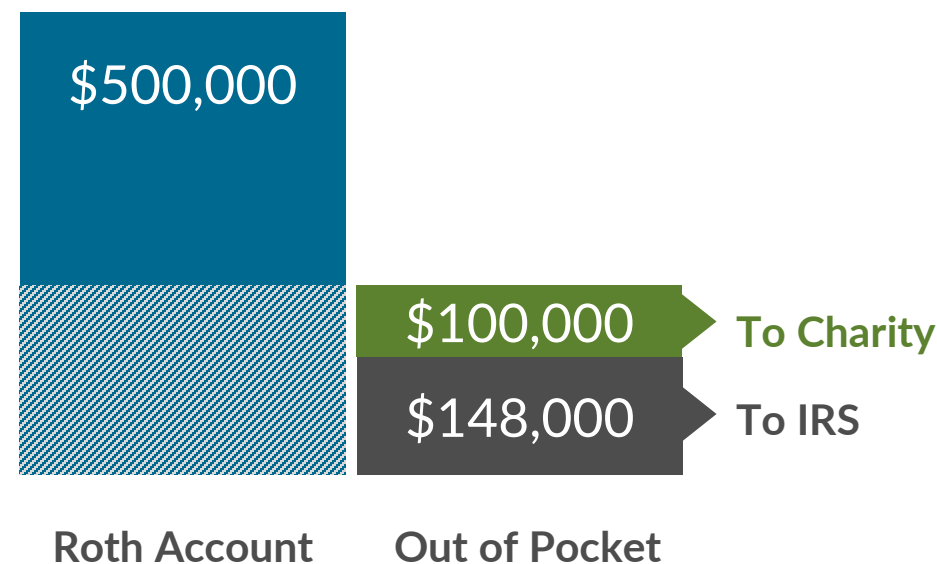 $500,000
$100,000
To Charity
$148,000
To IRS
Roth Account
Out of Pocket